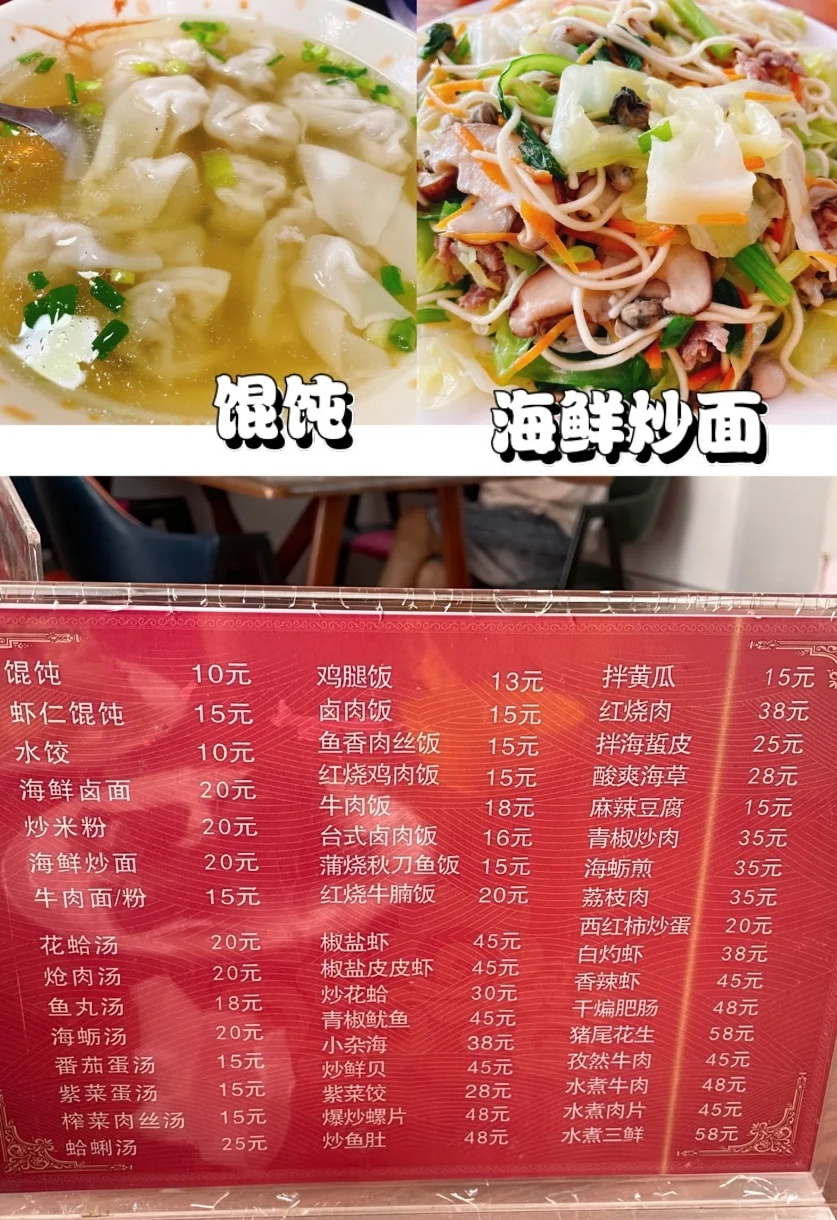 馄饨
海鲜炒面
馄饨 10元
虾仁馄饨 15元
水饺 10元
海鲜卤面 20元
炒米粉 20元
海鲜炒面 20元
牛肉面/粉 15元
花蛤汤 20元
炝肉汤 20元
鱼丸汤 18元
海蛎汤 20元
番茄蛋汤 15元
紫菜蛋汤 15元
榨菜肉丝汤 15元
蛤蜊汤 25元
鸡腿饭 13元
卤肉饭 15元
鱼香肉丝饭 15元
红烧鸡肉饭 15元
牛肉饭 18元
台式卤肉饭 16元
蒲烧秋刀鱼饭 15元
红烧牛腩饭 20元
椒盐虾 45元
椒盐皮皮虾 45元
炒花蛤 30元
青椒鱿鱼 45元
小杂海 38元
炒鲜贝 45元
紫菜饺 28元
爆炒螺片 48元
炒鱼肚 48元
拌黄瓜 15元
红烧肉 38元
拌海蜇皮 25元
酸爽海草 28元
麻辣豆腐 15元
青椒炒肉 35元
海蛎煎 35元
荔枝肉 35元
西红柿炒蛋 20元
白灼虾 38元
香辣虾 45元
干煸肥肠 48元
猪尾花生 58元
孜然牛肉 45元
水煮牛肉 48元
水煮肉片 45元
水煮三鲜 58元